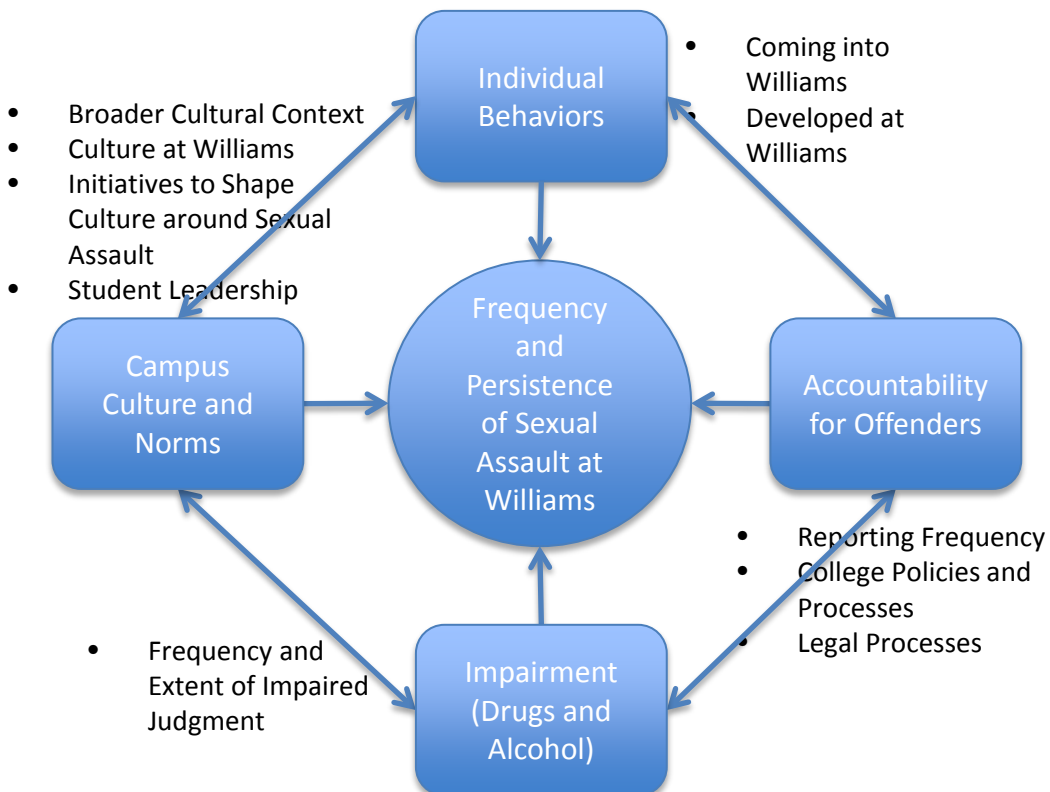 Individual
Behaviors
• Coming into
Williams
• Developed at
Williams
• Broader Cultural Context
• Culture at Williams
• Initiatives to Shape
Culture around Sexual
Assault
• Student Leadership
Campus
Culture and
Norms
Frequency
and
Persistence
of Sexual
Assault at
Williams
Accountability
for Offenders
• Reporting Frequency
• College Policies and
Processes
• Legal Processes
• Frequency and
Extent of Impaired
Judgment
Impairment
(Drugs and
Alcohol)